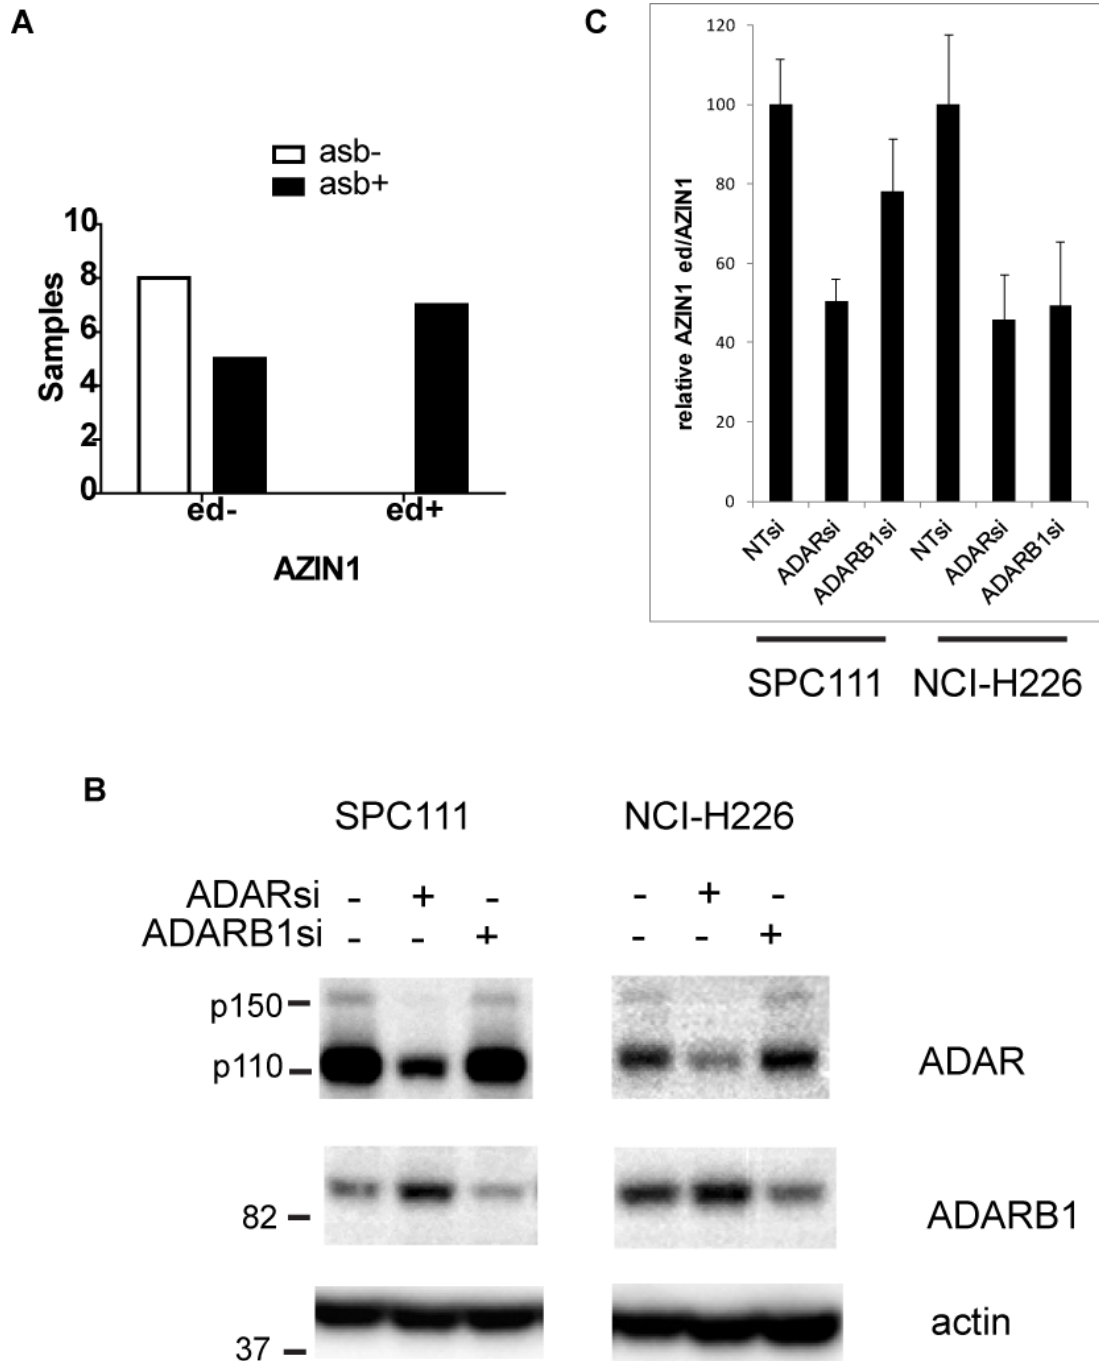 A
asb-
asb+
10
8
6
4
2
0
Samples
ed- ed+
AZIN1
C
120
100
80
60
40
20
0
relative AZIN1 ed/AZIN1
NTsi ADARsi ADARB1si NTsi ADARsi ADARB1si
SPC111 NCI-H226
B
SPC111 NCI-H226
ADARsi - + - - + -
ADARB1si - - + - - +
p150
p110
ADAR
82
ADARB1
37
actin